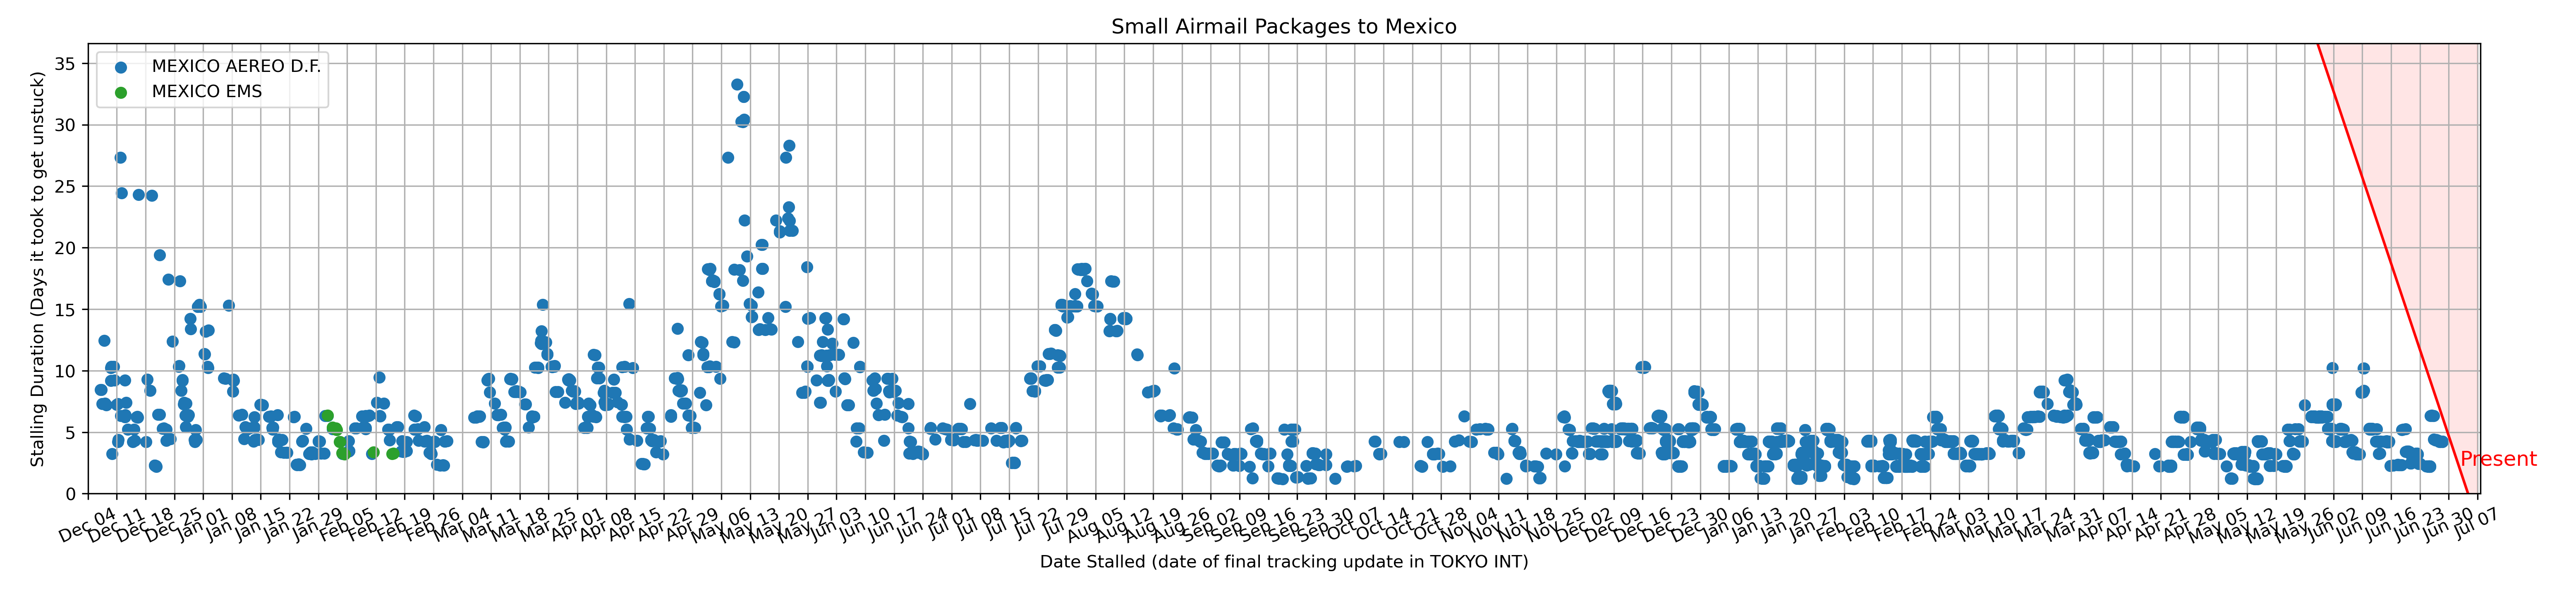 Small Airmail Packages to Mexico
MEXICO AEREO D.F.
MEXICO EMS
Stalling Duration (Days it took to get unstuck)
35
30
25
20
15
10
5
0
Present
Dec 04 Dec 11 Dec 18 Dec 25 Jan 01 Jan 08 Jan 15 Jan 22 Jan 29 Feb 05 Feb 12 Feb 19 Feb 26 Mar 04 Mar 11 Mar 18 Mar 25 Apr 01 Apr 08 Apr 15 Apr 22 Apr 29 May 06 May 13 May 20 May 27 Jun 03 Jun 10 Jun 17 Jun 24 Jul 01 Jul 08 Jul 15 Jul 22 Jul 29 Aug 05 Aug 12 Aug 19 Aug 26 Sep 02 Sep 09 Sep 16 Sep 23 Sep 30 Oct 07 Oct 14 Oct 21 Oct 28 Nov 04 Nov 11 Nov 18 Nov 25 Dec 02 Dec 09 Dec 16 Dec 23 Dec 30 Jan 06 Jan 13 Jan 20 Jan 27 Feb 03 Feb 10 Feb 17 Feb 24 Mar 03 Mar 10 Mar 17 Mar 24 Mar 31 Apr 07 Apr 14 Apr 21 Apr 28 May 05 May 12 May 19 May 26 Jun 02 Jun 09 Jun 16 Jun 23 Jun 30 Jul 07
Date Stalled (date of final tracking update in TOKYO INT)